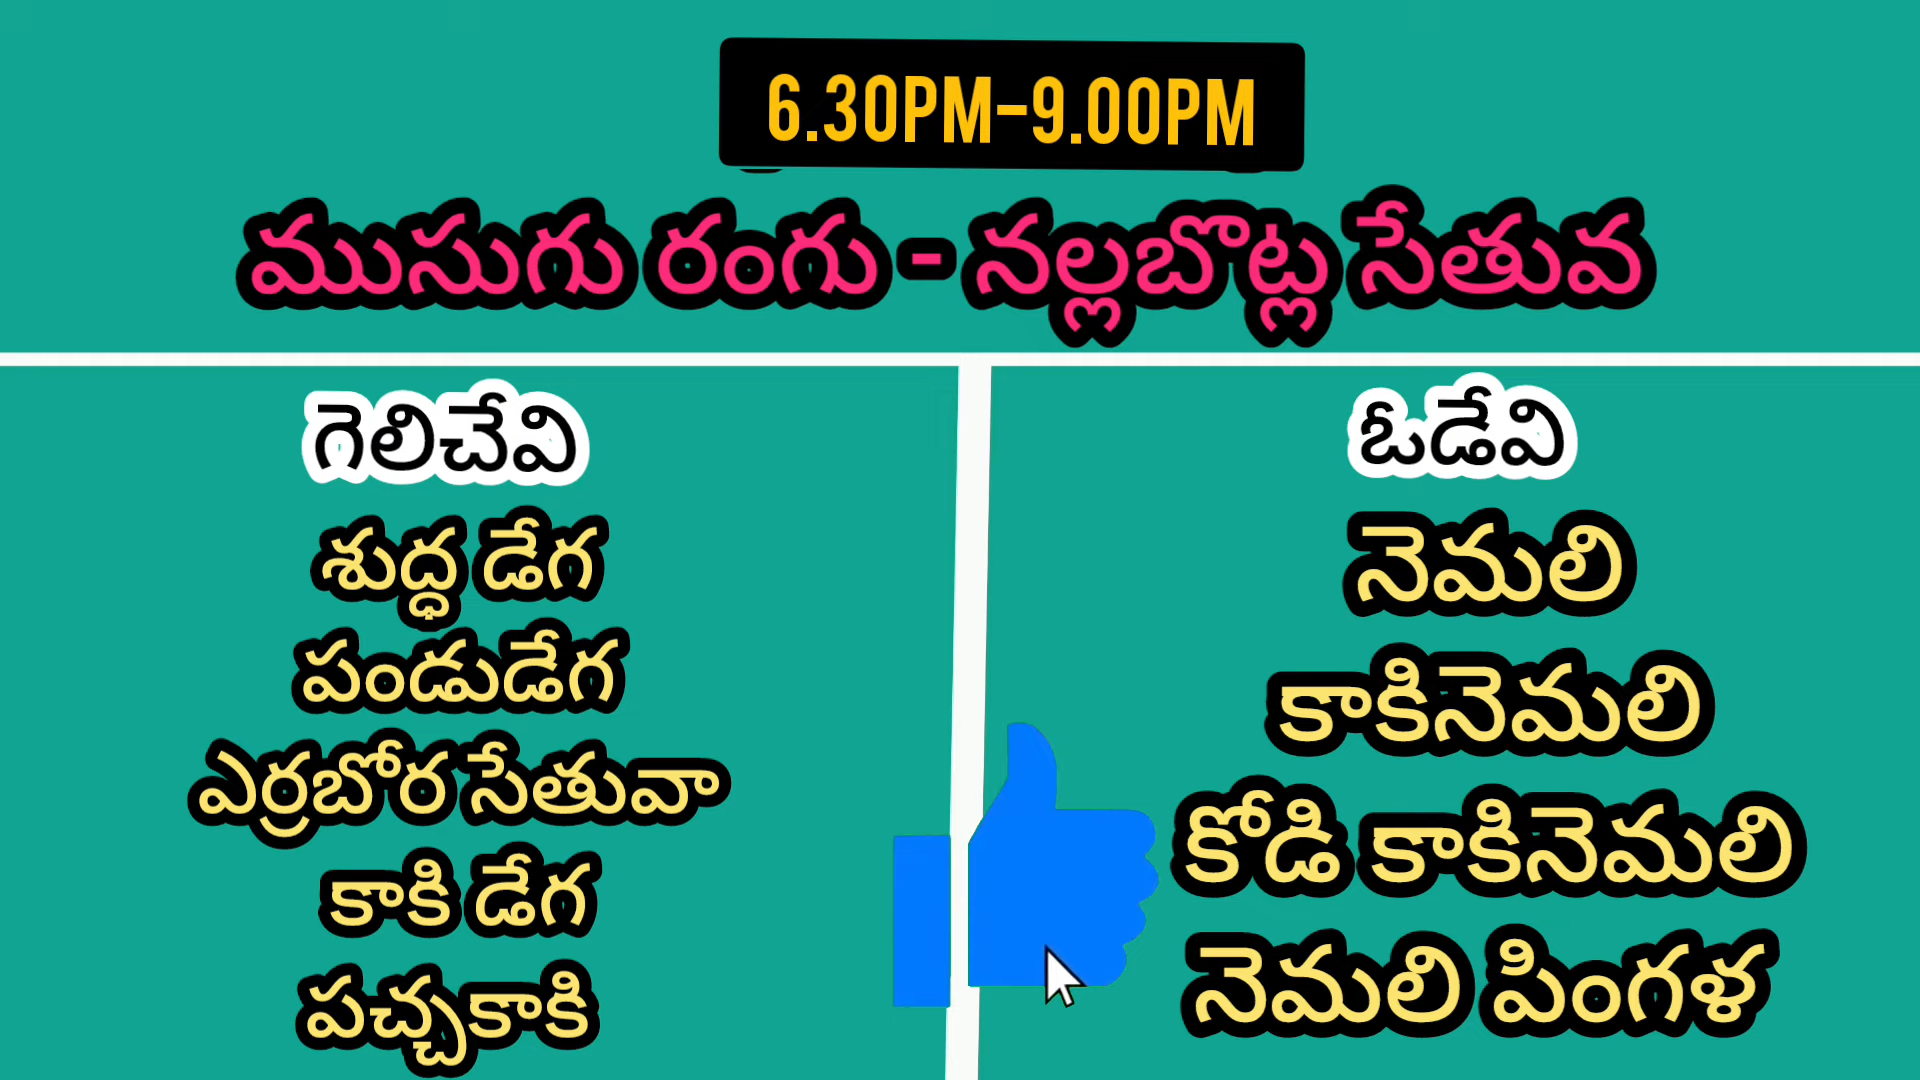 6.30PM-9.00PM
ముసుగు రంగు - నల్లబొట్ల సేతువ
గెలిచేవి
శుద్ధ డేగ
పండుడేగ
ఎర్రబోర సేతువా
కాకి డేగ
పచ్చకాకి
ఓడేవి
నెమలి
కాకినెమలి
కోడి కాకినెమలి
నెమలి పింగళ